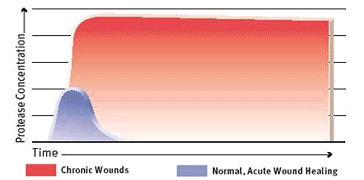 Protease Concentration
Time
Chronic Wounds
Normal, Acute Wound Healing